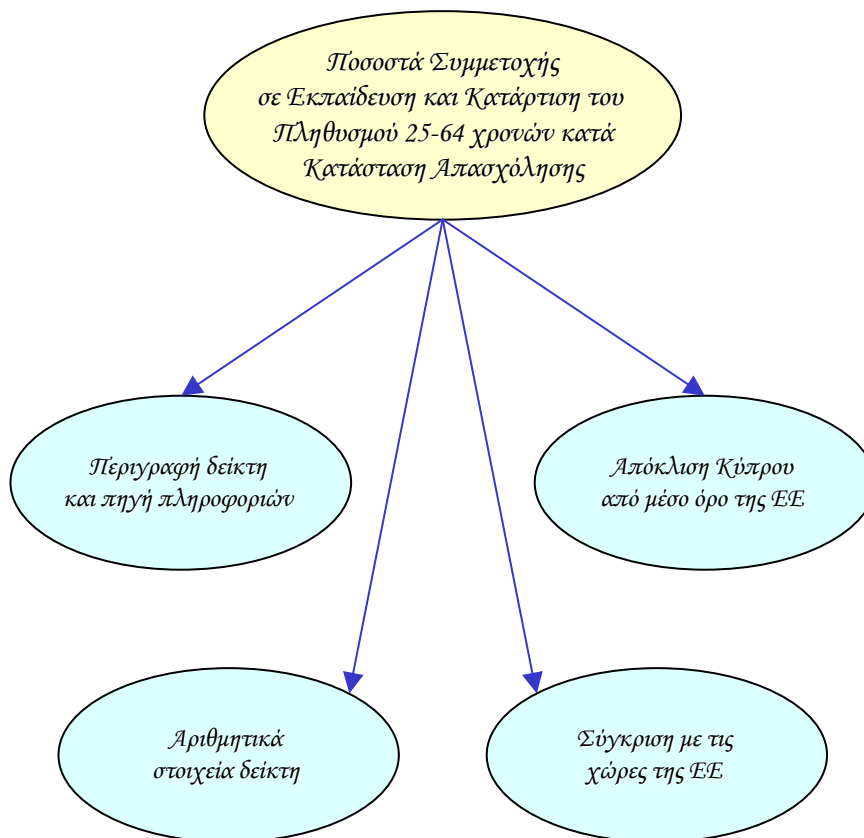 Ποσοστά Συμμετοχής
σε Εκπαίδευση και Κατάρτιση του
Πληθυσμού 25-64 χρονών κατά
Κατάσταση Απασχόλησης
Περιγραφή δείκτη
και πηγή πληροφοριών
Απόκλιση Κύπρου
από μέσο όρο της ΕΕ
Αριθμητικά
στοιχεία δείκτη
Σύγκριση με τις
χώρες της ΕΕ